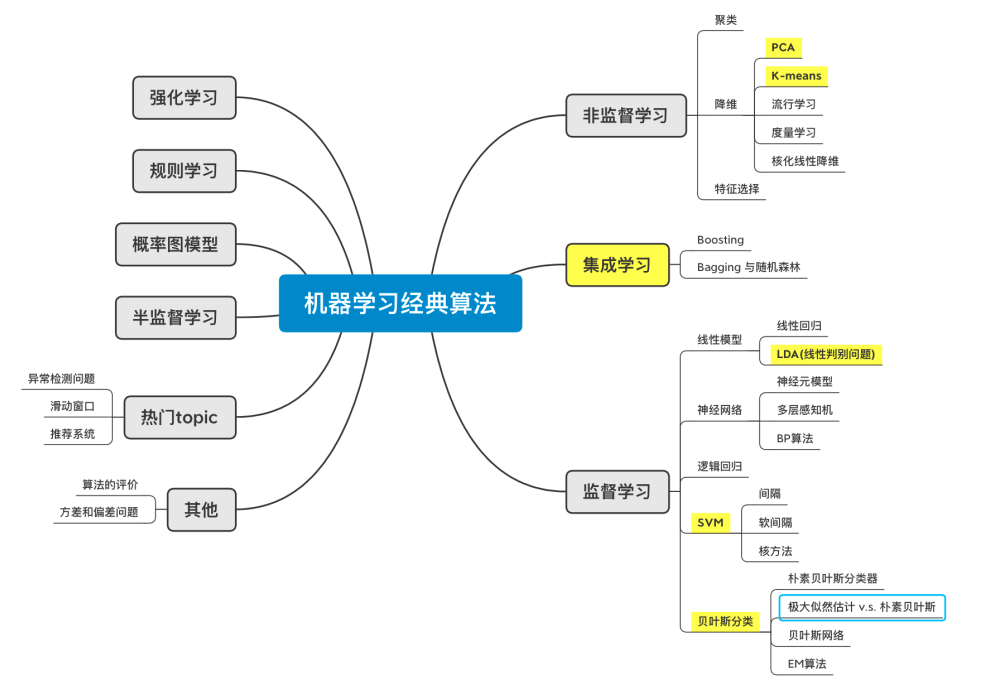 机器学习经典算法
非监督学习
聚类
降维
PCA
K-means
流行学习
度量学习
核化线性降维
特征选择
集成学习
Boosting
Bagging 与随机森林
监督学习
线性模型
线性回归
LDA(线性判别问题)
神经网络
神经元模型
多层感知机
BP算法
逻辑回归
SVM
间隔
软间隔
核方法
贝叶斯分类
朴素贝叶斯分类器
极大似然估计 v.s. 朴素贝叶斯
贝叶斯网络
EM算法
强化学习
规则学习
概率图模型
半监督学习
热门topic
异常检测问题
滑动窗口
推荐系统
其他
算法的评价
方差和偏差问题